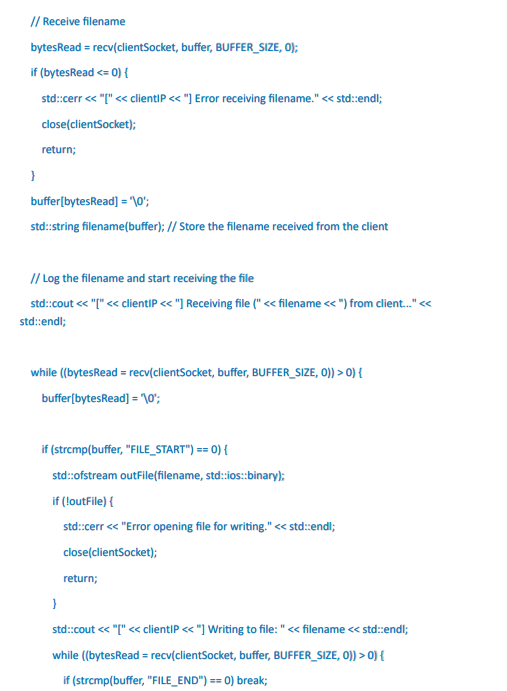 // Receive filename
bytesRead = recv(clientSocket, buffer, BUFFER_SIZE, 0);
if (bytesRead <= 0) {
std::cerr << "[" << clientIP << "] Error receiving filename." << std::endl;
close(clientSocket);
return;
}
buffer[bytesRead] = '\0';
std::string filename(buffer); // Store the filename received from the client
// Log the filename and start receiving the file
std::cout << "[" << clientIP << "] Receiving file (" << filename << ") from client..." <<
std::endl;
while ((bytesRead = recv(clientSocket, buffer, BUFFER_SIZE, 0)) > 0) {
buffer[bytesRead] = '\0';
if (strcmp(buffer, "FILE_START") == 0) {
std::ofstream outFile(filename, std::ios::binary);
if (!outFile) {
std::cerr << "Error opening file for writing." << std::endl;
close(clientSocket);
return;
}
std::cout << "[" << clientIP << "] Writing to file: " << filename << std::endl;
while ((bytesRead = recv(clientSocket, buffer, BUFFER_SIZE, 0)) > 0) {
if (strcmp(buffer, "FILE_END") == 0) break;